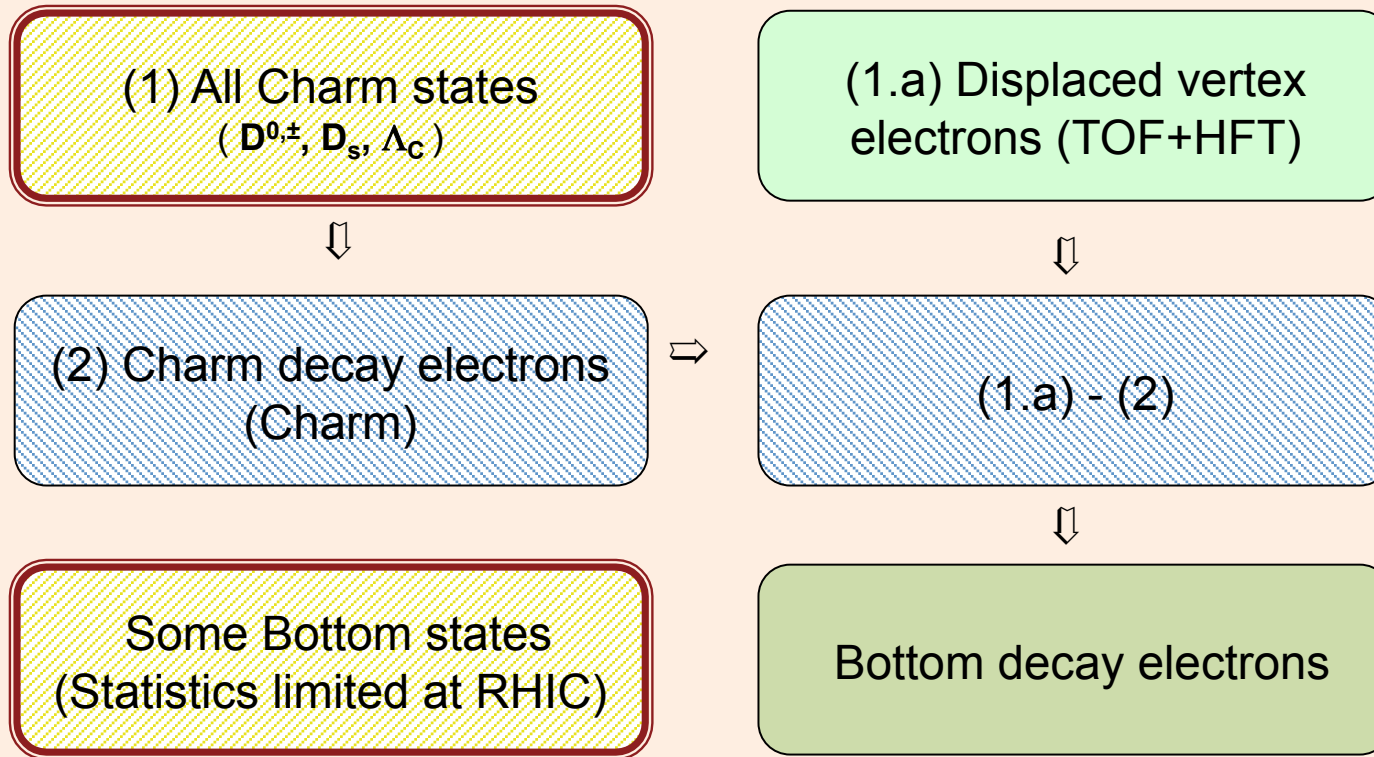 (1) All Charm states
( D⁰,±, Dₛ, Λ_C )
(1.a) Displaced vertex
electrons (TOF+HFT)
⇩
⇩
(2) Charm decay electrons
(Charm)
⇨
(1.a) - (2)
⇩
Some Bottom states
(Statistics limited at RHIC)
Bottom decay electrons